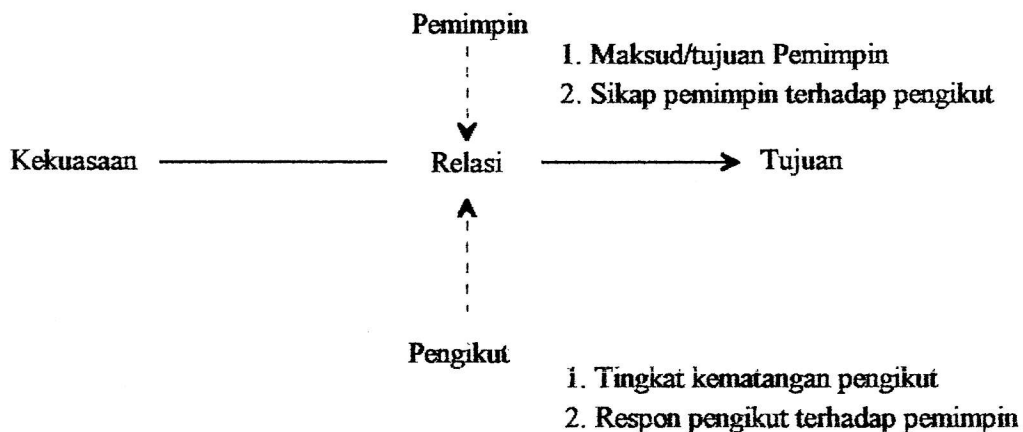 Pemimpin
1. Maksud/tujuan Pemimpin
2. Sikap pemimpin terhadap pengikut
Kekuasaan Relasi Tujuan
Pengikut
1. Tingkat kematangan pengikut
2. Respon pengikut terhadap pemimpin